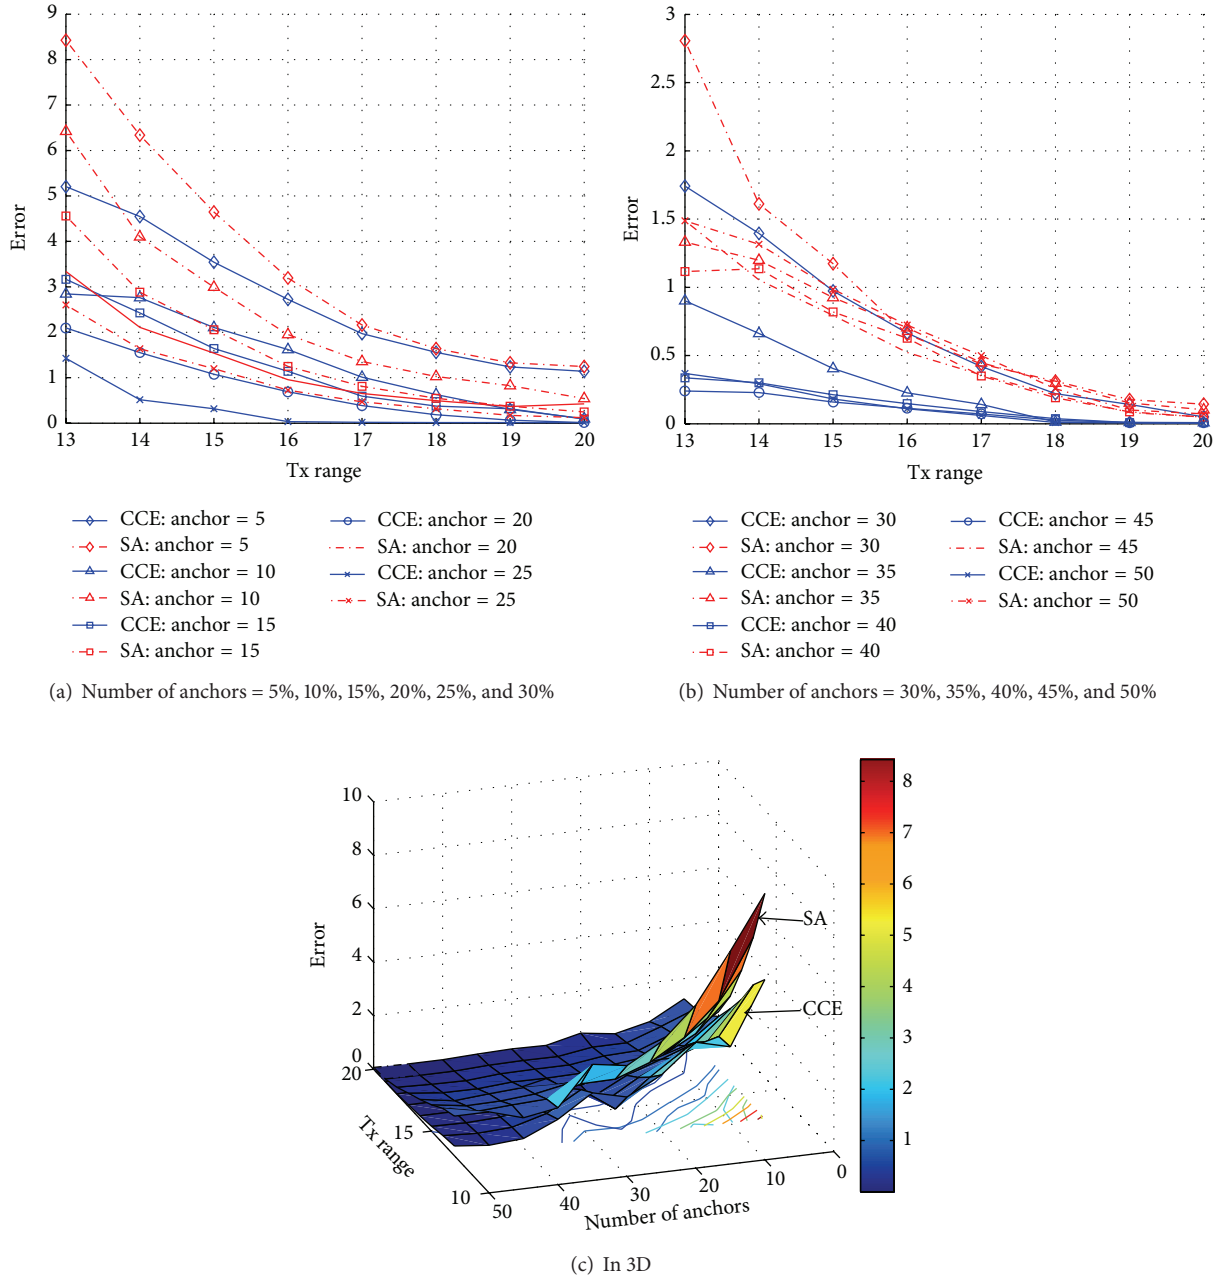 9
8
7
6
5
4
3
2
1
0
Error
13 14 15 16 17 18 19 20
Tx range
CCE: anchor = 5
SA: anchor = 5
CCE: anchor = 10
SA: anchor = 10
CCE: anchor = 15
SA: anchor = 15
CCE: anchor = 20
SA: anchor = 20
CCE: anchor = 25
SA: anchor = 25
(a) Number of anchors = 5%, 10%, 15%, 20%, 25%, and 30%
3
2.5
2
1.5
1
0.5
0
Error
13 14 15 16 17 18 19 20
Tx range
CCE: anchor = 30
SA: anchor = 30
CCE: anchor = 35
SA: anchor = 35
CCE: anchor = 40
SA: anchor = 40
CCE: anchor = 45
SA: anchor = 45
CCE: anchor = 50
SA: anchor = 50
(b) Number of anchors = 30%, 35%, 40%, 45%, and 50%
10
8
6
4
2
0
Error
20
15
10
Tx range
50 40 30 20 10 0
Number of anchors
SA
CCE
8
7
6
5
4
3
2
1
(c) In 3D